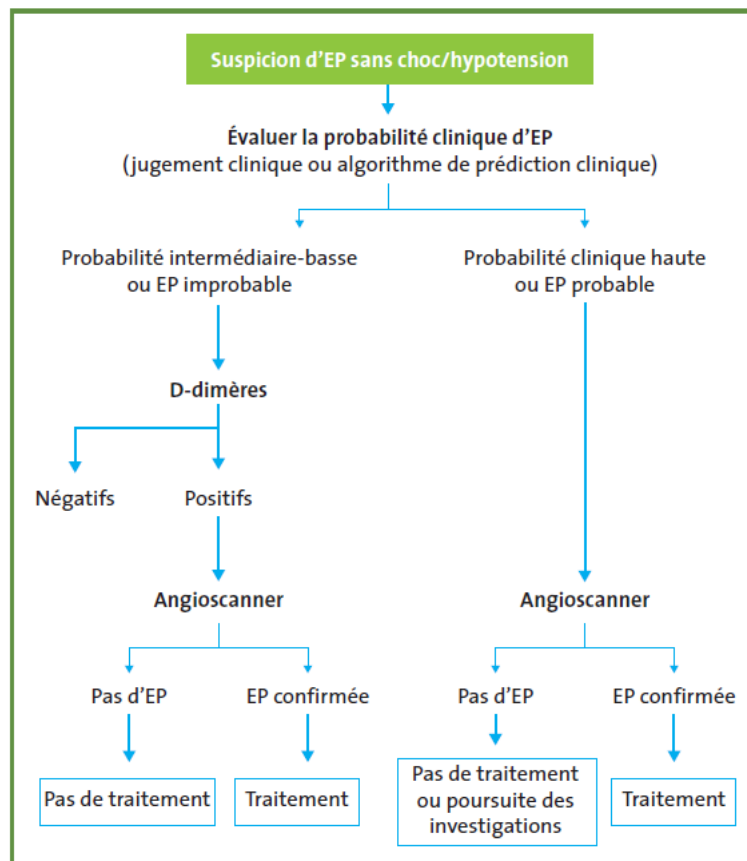 Suspicion d’EP sans choc/hypotension
Évaluer la probabilité clinique d’EP
(jugement clinique ou algorithme de prédiction clinique)
Probabilité intermédiaire-basse
ou EP improbable
Probabilité clinique haute
ou EP probable
D-dimères
Négatifs
Positifs
Angioscanner
Angioscanner
Pas d’EP
EP confirmée
Pas d’EP
EP confirmée
Pas de traitement
Traitement
Pas de traitement
ou poursuite des
investigations
Traitement